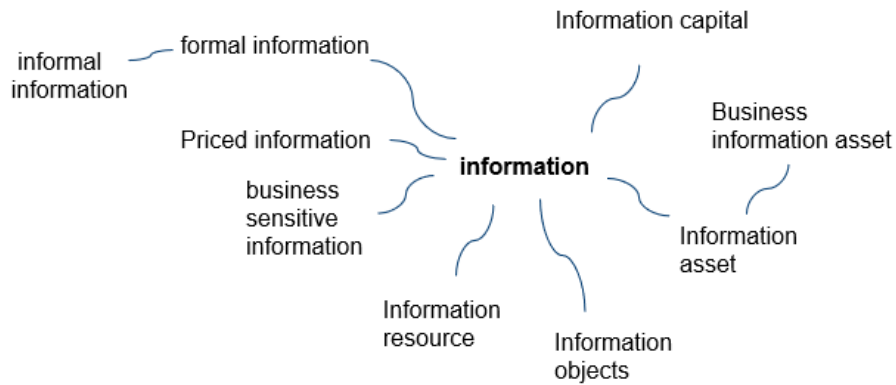 Information capital
formal information
informal
information
Business
information asset
Priced information
information
business
sensitive
information
Information
asset
Information
resource
Information
objects